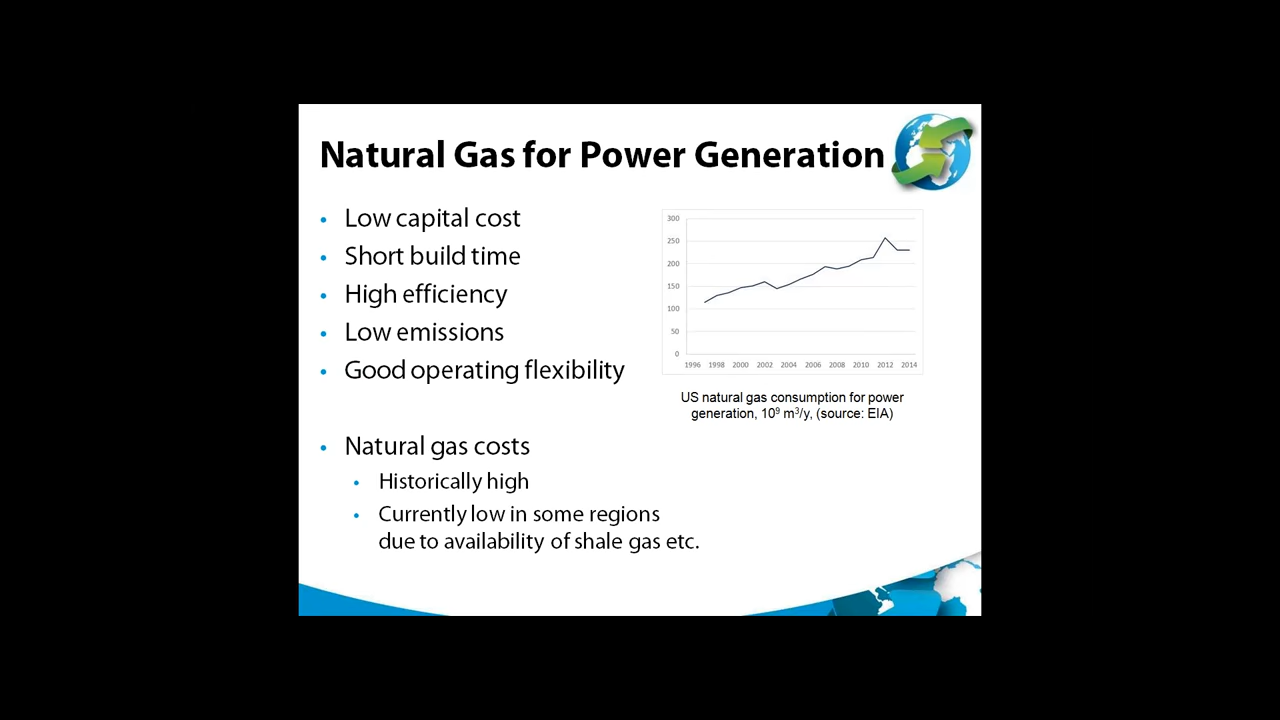 Natural Gas for Power Generation
• Low capital cost
• Short build time
• High efficiency
• Low emissions
• Good operating flexibility
300
250
200
150
100
50
0
1996 1998 2000 2002 2004 2006 2008 2010 2012 2014
US natural gas consumption for power
generation, 10⁹ m³/y, (source: EIA)
• Natural gas costs
• Historically high
• Currently low in some regions
due to availability of shale gas etc.